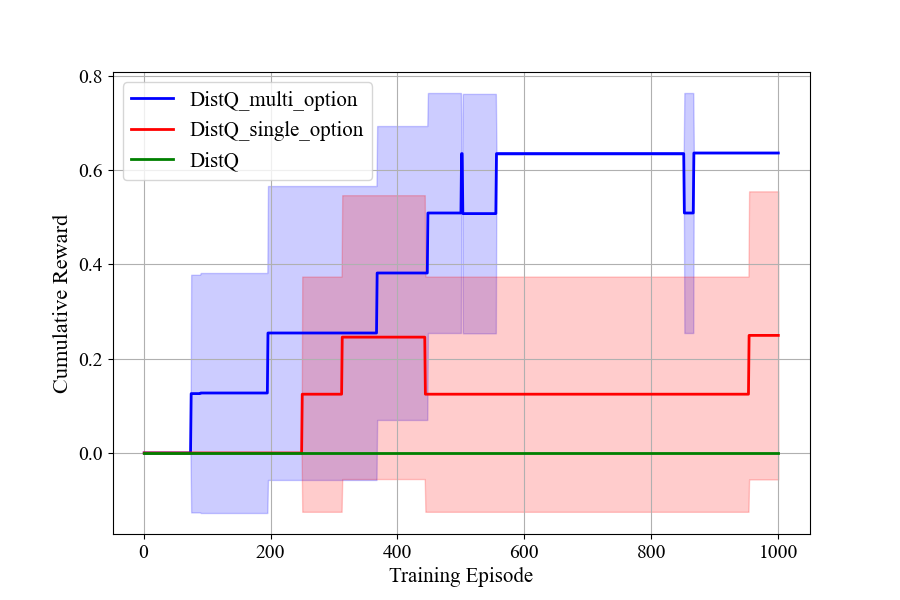 0.8
DistQ_multi_option
DistQ_single_option
DistQ
0.6
0.4
0.2
0.0
Cumulative Reward
0 200 400 600 800 1000
Training Episode